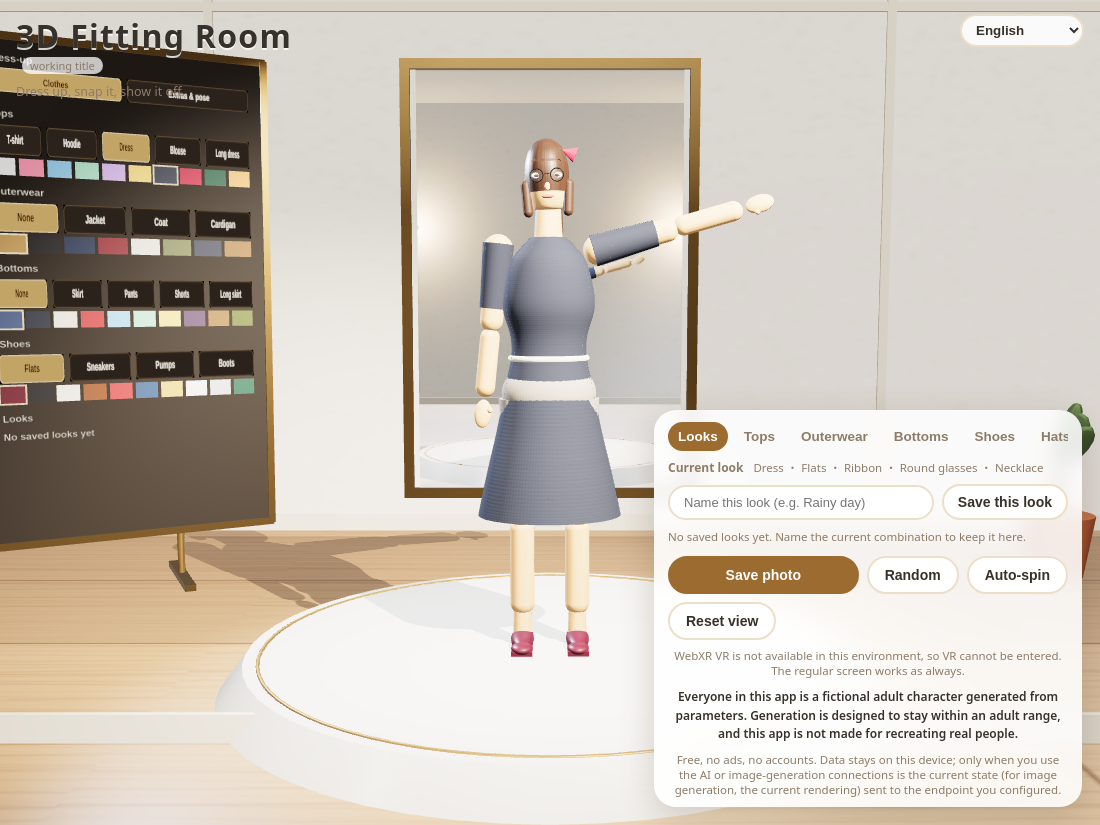 3D Fitting Room
working title
Dress up, snap it, show it off
English
Clothes
Extras & pose
T-shirt
Hoodie
Dress
Blouse
Long dress
None
Jacket
Coat
Cardigan
Bottoms
None
Skirt
Pants
Shorts
Long skirt
Shoes
Flats
Sneakers
Pumps
Boots
Looks
No saved looks yet
Looks Tops Outerwear Bottoms Shoes Hats
Current look Dress · Flats · Ribbon · Round glasses · Necklace
Name this look (e.g. Rainy day)
Save this look
No saved looks yet. Name the current combination to keep it here.
Save photo
Random
Auto-spin
Reset view
WebXR VR is not available in this environment, so VR cannot be entered.
The regular screen works as always.
Everyone in this app is a fictional adult character generated from
parameters. Generation is designed to stay within an adult range,
and this app is not made for recreating real people.
Free, no ads, no accounts. Data stays on this device; only when you use
the AI or image-generation connections is the current state (for image
generation, the current rendering) sent to the endpoint you configured.